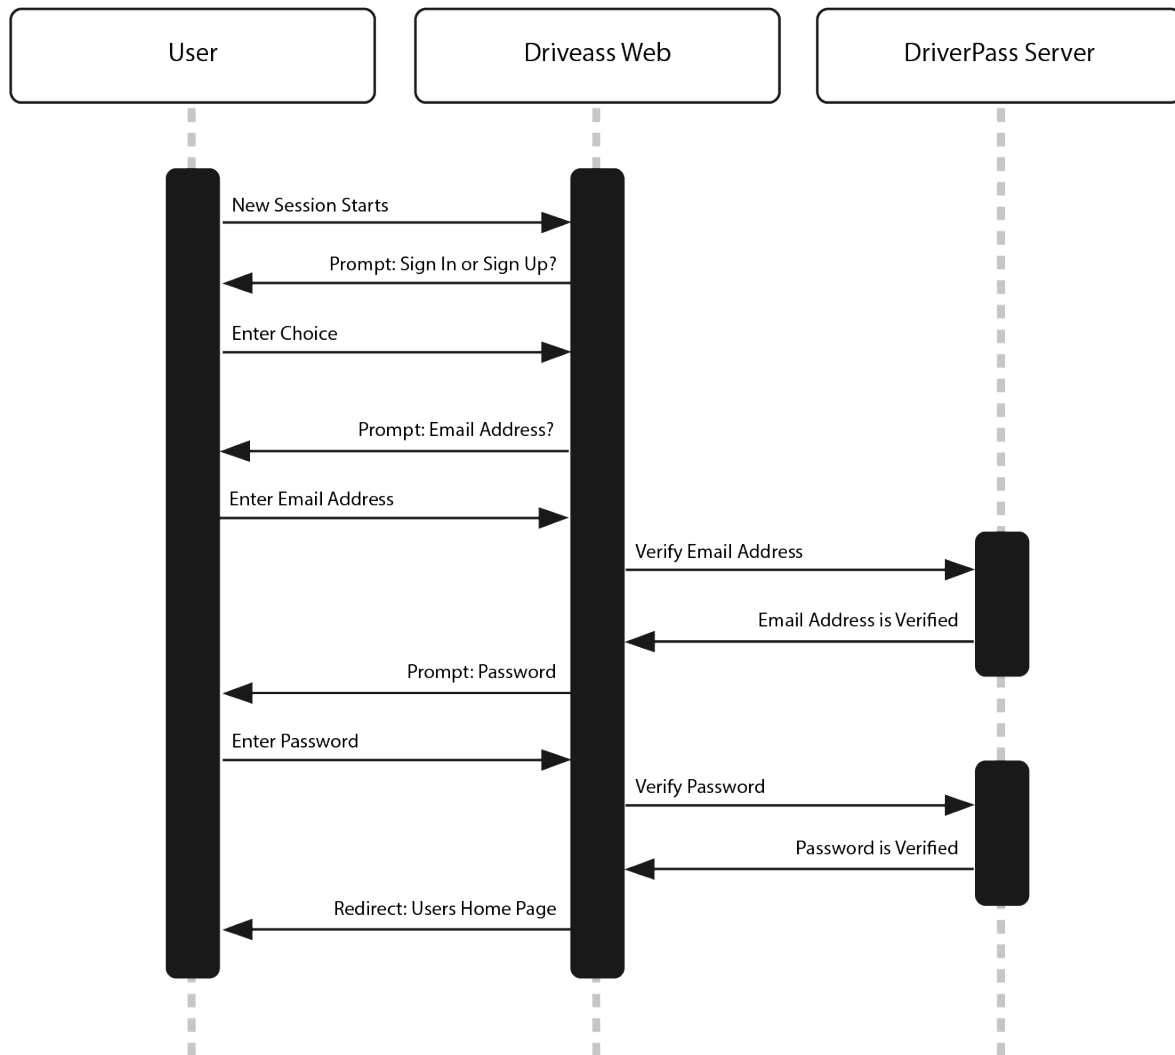 User
Driveass Web
DriverPass Server
New Session Starts
Prompt: Sign In or Sign Up?
Enter Choice
Prompt: Email Address?
Enter Email Address
Verify Email Address
Email Address is Verified
Prompt: Password
Enter Password
Verify Password
Password is Verified
Redirect: Users Home Page